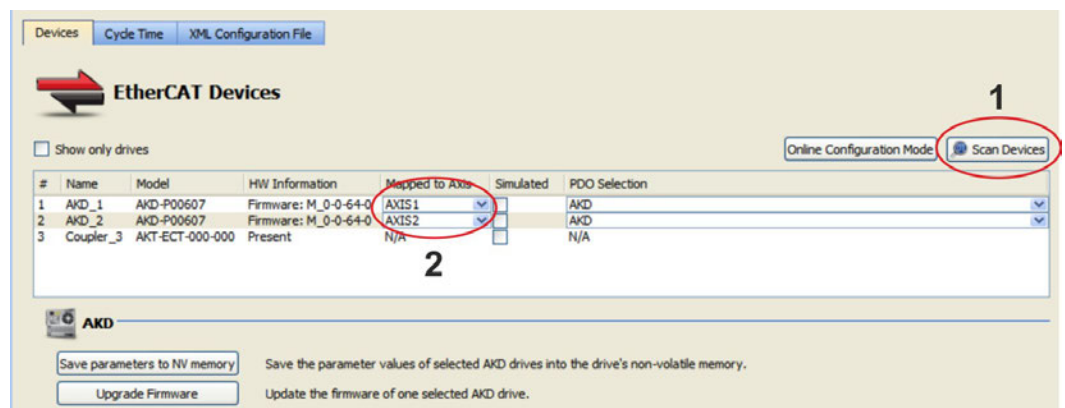 Devices Cycle Time XML Configuration File
EtherCAT Devices
1
Show only drives Online Configuration Mode Scan Devices
# Name Model HW Information Mapped to Axis Simulated PDO Selection
1 AKD_1 AKD-P00607 Firmware: M_0-0-64-0 AXIS1 AKD
2 AKD_2 AKD-P00607 Firmware: M_0-0-64-0 AXIS2 AKD
3 Coupler_3 AKT-ECT-000-000 Present N/A N/A
2
AKD
Save parameters to NV memory Save the parameter values of selected AKD drives into the drive's non-volatile memory.
Upgrade Firmware Update the firmware of one selected AKD drive.